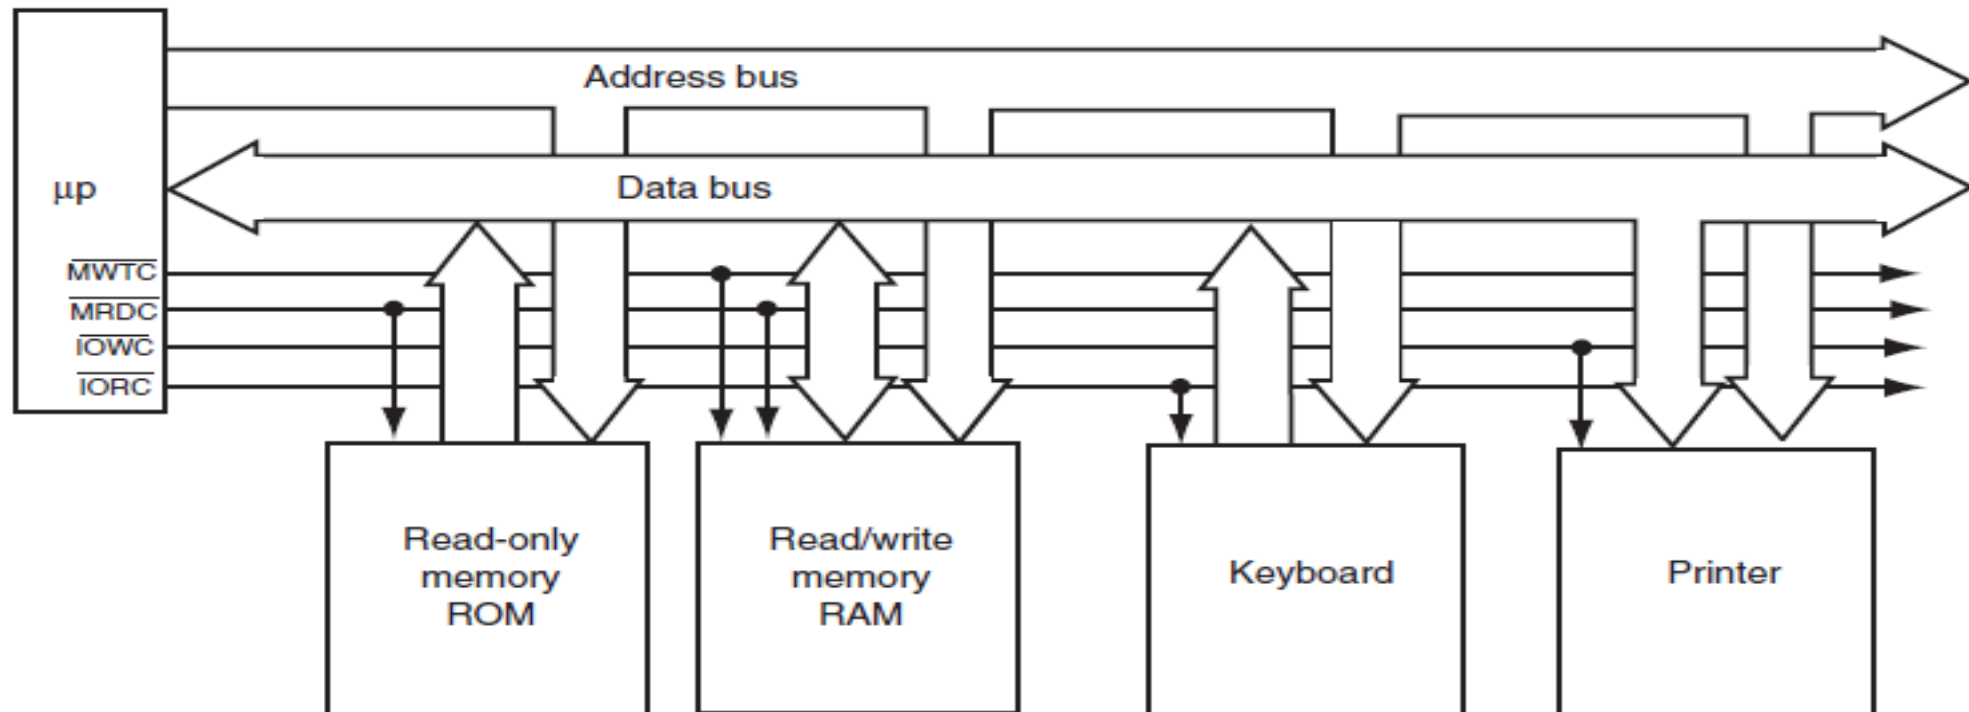 Address bus
μp
Data bus
MWTC
MRDC
IOWC
IORC
Read-only
memory
ROM
Read/write
memory
RAM
Keyboard
Printer